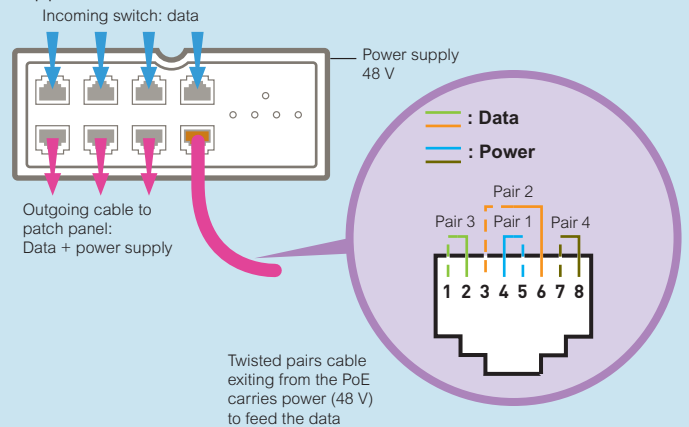 Incoming switch: data
Power supply
48 V
Outgoing cable to
patch panel:
Data + power supply
: Data
: Power
Pair 2
Pair 3
Pair 1
Pair 4
1 2 3 4 5 6 7 8
Twisted pairs cable
exiting from the PoE
carries power (48 V)
to feed the data